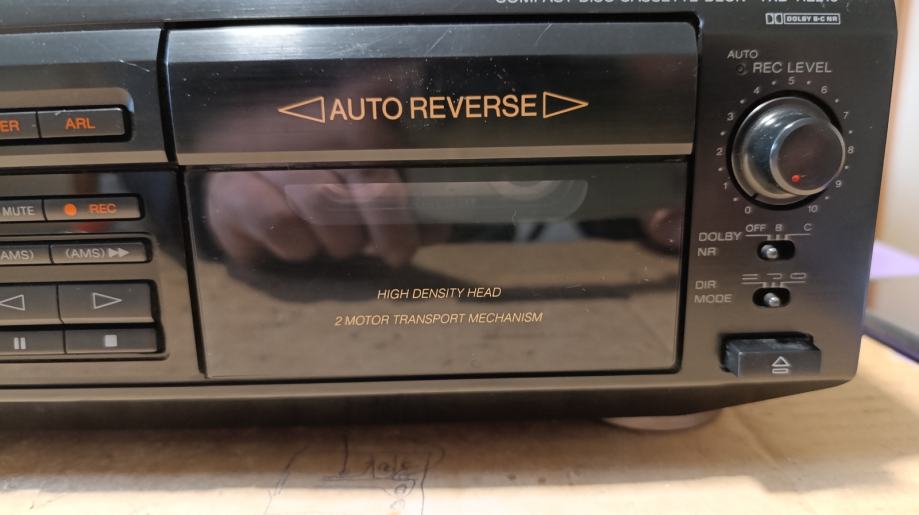 COMPACT DISC CASSETTE DECK
DOLBY B-C NR
AUTO
REC LEVEL
AUTO REVERSE
ER ARL
0 1 2 3 4 5 6 7 8 9 10
MUTE REC
OFF B C
DOLBY NR
(AMS) (AMS)
DIR MODE
HIGH DENSITY HEAD
2 MOTOR TRANSPORT MECHANISM